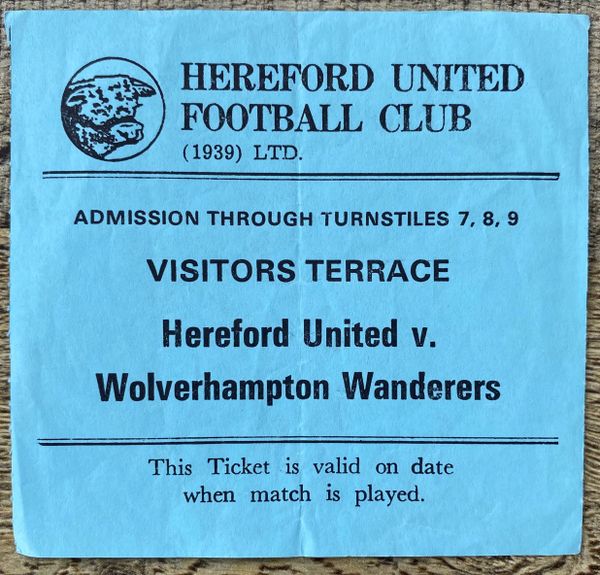 HEREFORD UNITED
FOOTBALL CLUB
(1939) LTD.
ADMISSION THROUGH TURNSTILES 7, 8, 9
VISITORS TERRACE
Hereford United v.
Wolverhampton Wanderers
This Ticket is valid on date
when match is played.